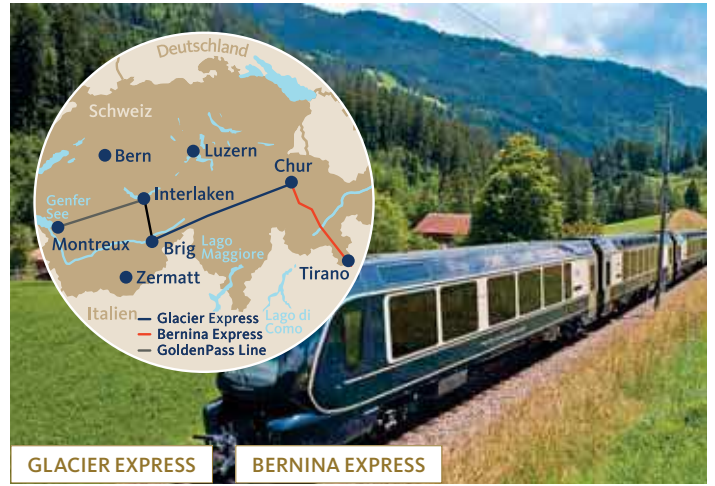 Deutschland
Schweiz
Bern
Luzern
Chur
Genfer
See
Interlaken
Montreux
Brig
Lago
Maggiore
Tirano
Zermatt
Italien
Lago di
Como
Glacier Express
Bernina Express
GoldenPass Line
GLACIER EXPRESS
BERNINA EXPRESS